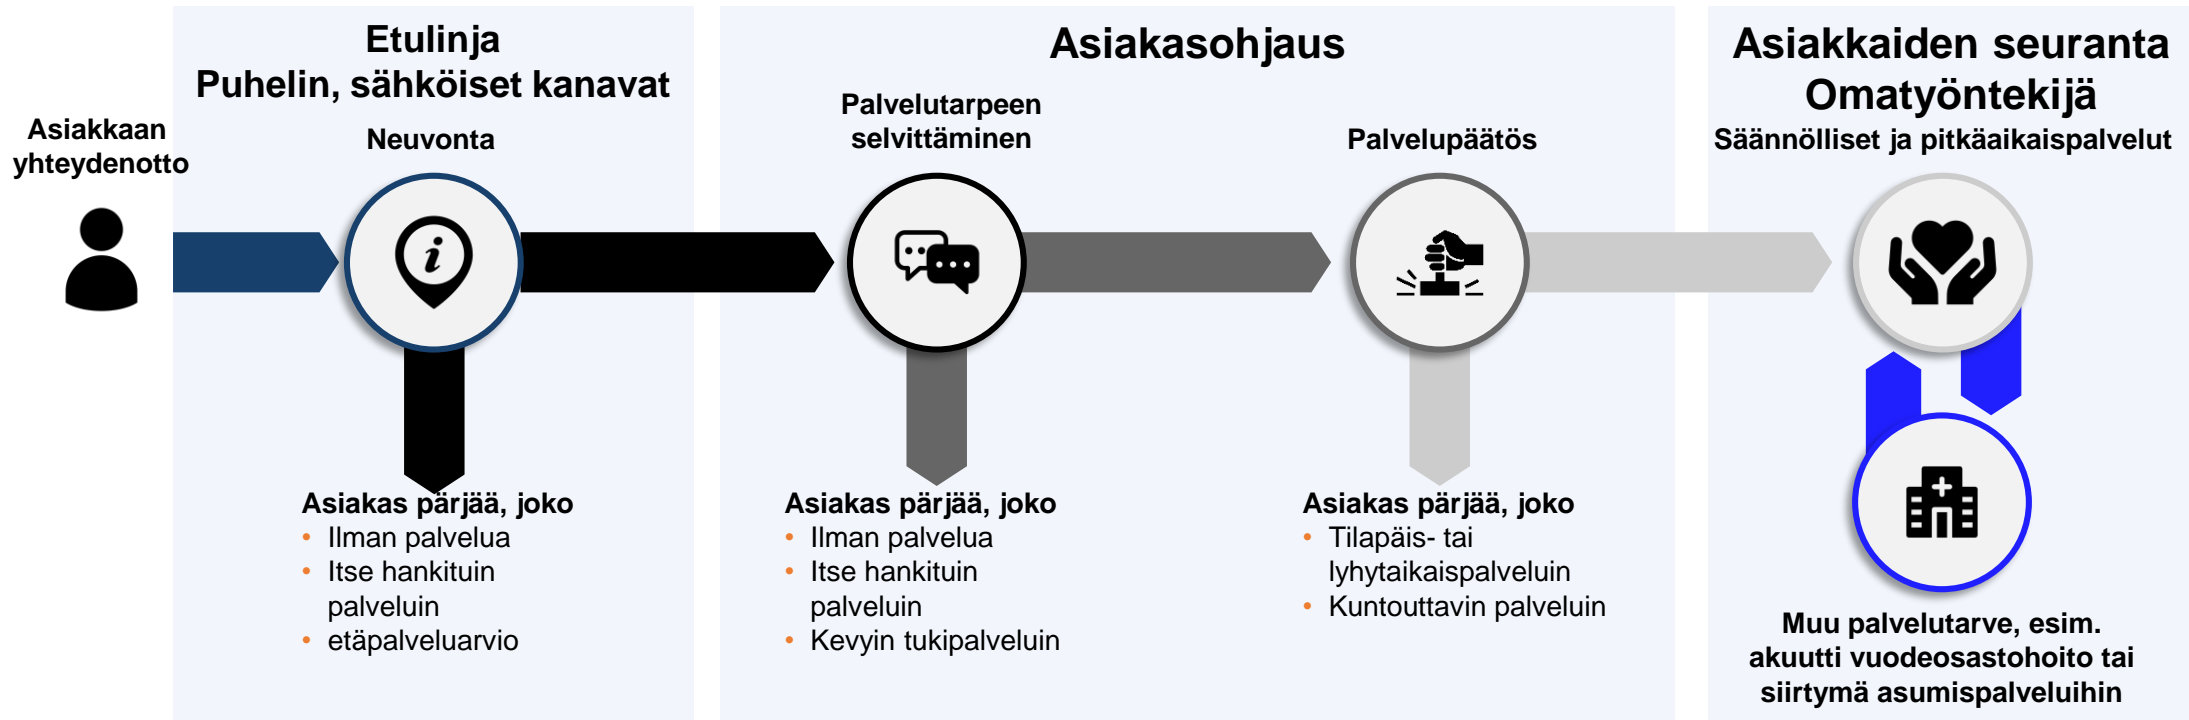 Asiakkaan
yhteydenotto
Etulinja
Puhelin, sähköiset kanavat
Neuvonta
Asiakas pärjää, joko
• Ilman palvelua
• Itse hankituin
palveluin
• etäpalveluarvio
Asiakasohjaus
Palvelutarpeen
selvittäminen
Asiakas pärjää, joko
• Ilman palvelua
• Itse hankituin
palveluin
• Kevyin tukipalveluin
Palvelupäätös
Asiakas pärjää, joko
• Tilapäis- tai
lyhytaikaispalveluin
• Kuntouttavin palveluin
Asiakkaiden seuranta
Omatyöntekijä
Säännölliset ja pitkäaikaispalvelut
Muu palvelutarve, esim.
akuutti vuodeosastohoito tai
siirtymä asumispalveluihin